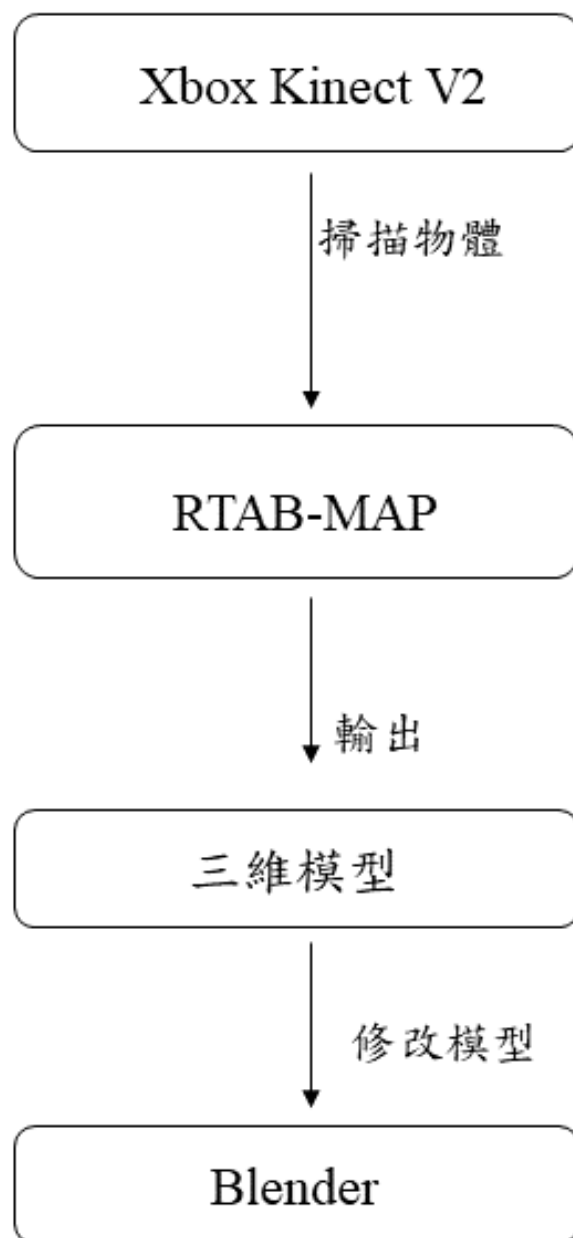 Xbox Kinect V2
掃描物體
RTAB-MAP
輸出
三維模型
修改模型
Blender